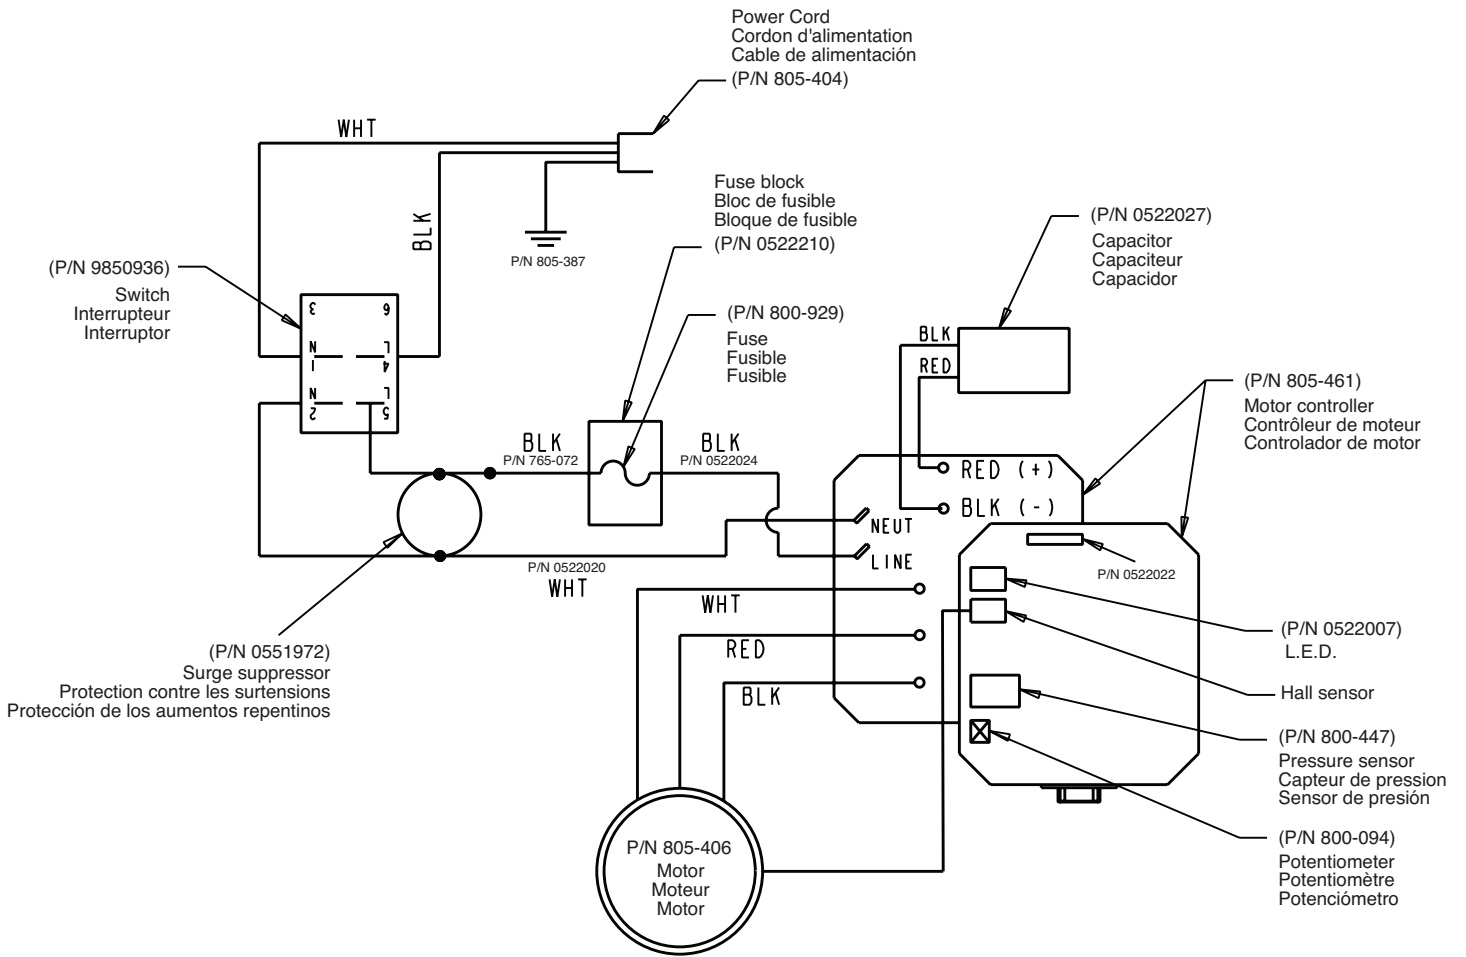 Power Cord
Cordon d'alimentation
Cable de alimentación
(P/N 805-404)
WHT
BLK
P/N 805-387
Fuse block
Bloc de fusible
Bloque de fusible
(P/N 0522210)
(P/N 0522027)
Capacitor
Capaciteur
Capacidor
(P/N 9850936)
Switch
Interrupteur
Interruptor
3 6
N L
1 4
N L
2 5
(P/N 800-929)
Fuse
Fusible
Fusible
BLK
RED
(P/N 805-461)
Motor controller
Contrôleur de moteur
Controlador de motor
BLK
P/N 765-072
BLK
P/N 0522024
RED (+)
BLK (-)
NEUT
LINE
P/N 0522020
WHT
P/N 0522022
WHT
RED
BLK
(P/N 0522007)
L.E.D.
Hall sensor
(P/N 0551972)
Surge suppressor
Protection contre les surtensions
Protección de los aumentos repentinos
(P/N 800-447)
Pressure sensor
Capteur de pression
Sensor de presión
(P/N 800-094)
Potentiometer
Potentiomètre
Potenciómetro
P/N 805-406
Motor
Moteur
Motor